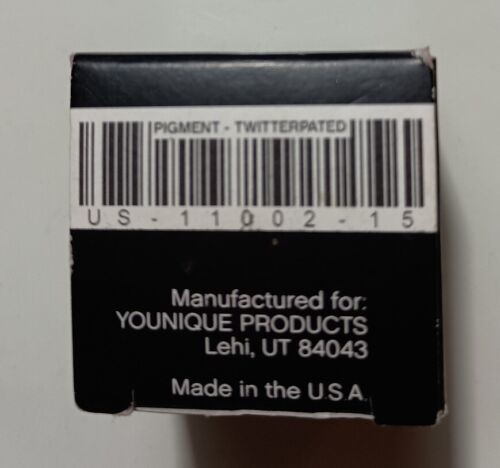 PIGMENT - TWITTERPATED
US-11002-15
Manufactured for:
YOUNIQUE PRODUCTS
Lehi, UT 84043
Made in the U.S.A.